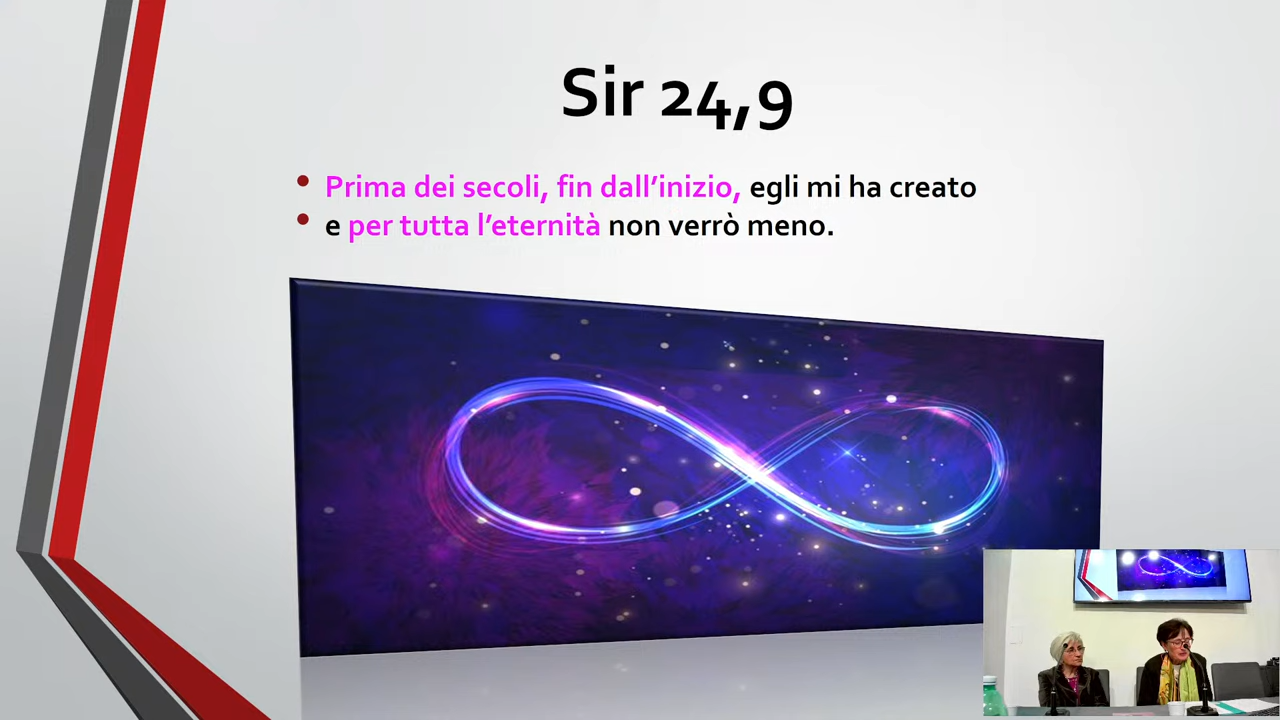 Sir 24,9
• Prima dei secoli, fin dall’inizio, egli mi ha creato
• e per tutta l’eternità non verrò meno.